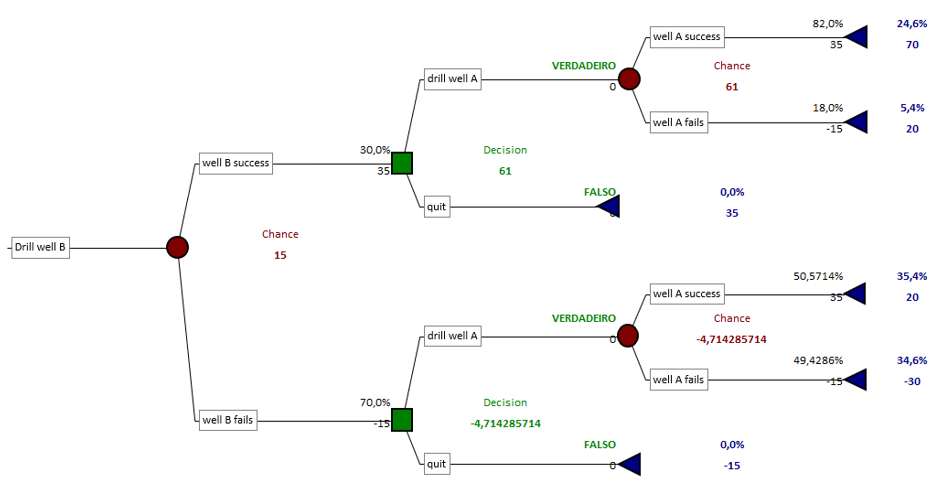 82,0% 24,6%
well A success
35 70
VERDADEIRO Chance
drill well A
0 61
18,0% 5,4%
well A fails
-15 20
30,0% Decision
well B success
35 61
FALSO 0,0%
quit
0 35
Chance
Drill well B
15
50,5714% 35,4%
well A success
35 20
VERDADEIRO Chance
drill well A
0 -4,714285714
49,4286% 34,6%
well A fails
-15 -30
70,0% Decision
well B fails
-15 -4,714285714
FALSO 0,0%
quit
0 -15